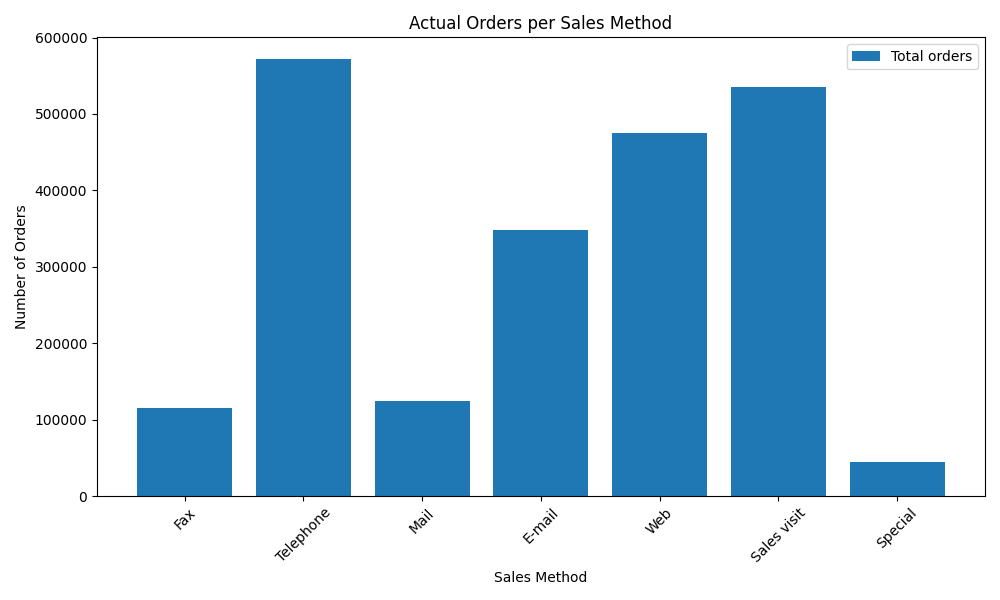 Actual Orders per Sales Method
Total orders
Number of Orders
600000
500000
400000
300000
200000
100000
0
Fax
Telephone
Mail
E-mail
Web
Sales visit
Special
Sales Method